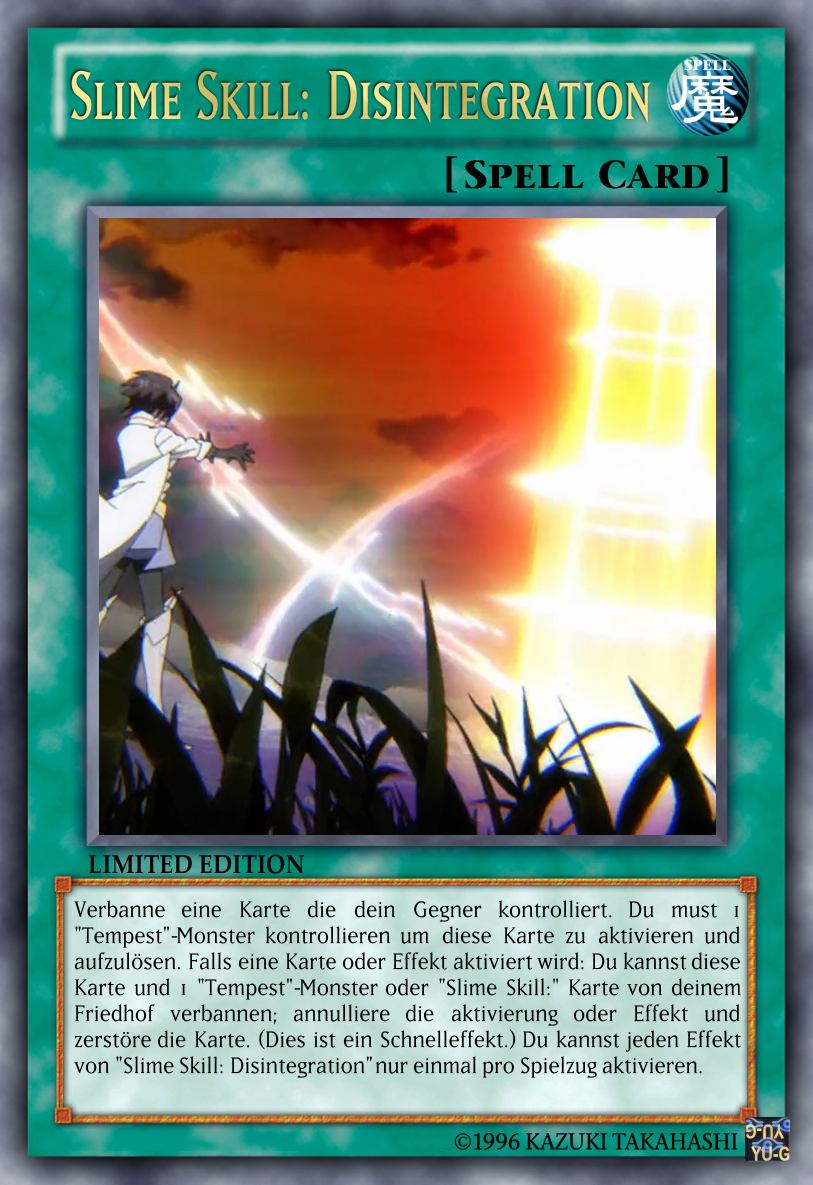 SLIME SKILL: DISINTEGRATION
SPELL
魔
[SPELL CARD]
LIMITED EDITION
Verbanne eine Karte die dein Gegner kontrolliert. Du must 1
"Tempest"-Monster kontrollieren um diese Karte zu aktivieren und
aufzulösen. Falls eine Karte oder Effekt aktiviert wird: Du kannst diese
Karte und 1 "Tempest"-Monster oder "Slime Skill:" Karte von deinem
Friedhof verbannen; annulliere die aktivierung oder Effekt und
zerstöre die Karte. (Dies ist ein Schnelleffekt.) Du kannst jeden Effekt
von "Slime Skill: Disintegration" nur einmal pro Spielzug aktivieren.
©1996 KAZUKI TAKAHASHI
YU-G